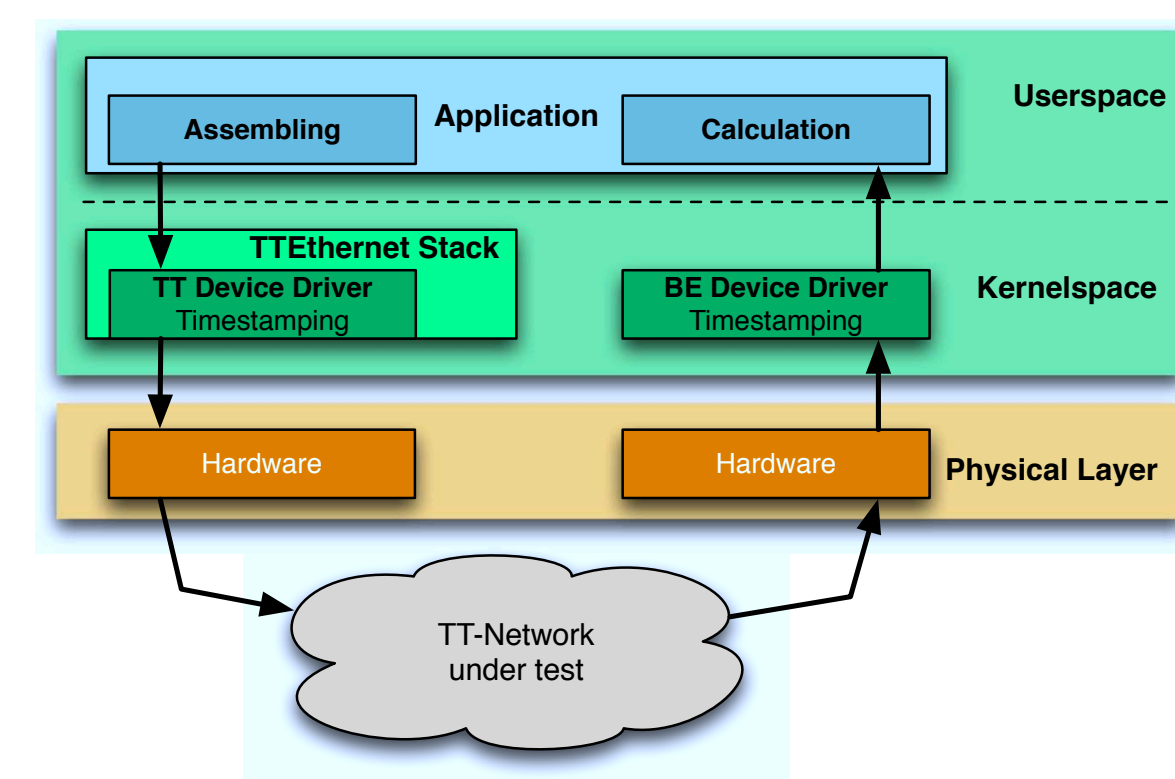 Userspace
Application
Assembling
Calculation
TTEthernet Stack
TT Device Driver
Timestamping
BE Device Driver
Timestamping
Kernelspace
Hardware
Hardware
Physical Layer
TT-Network
under test